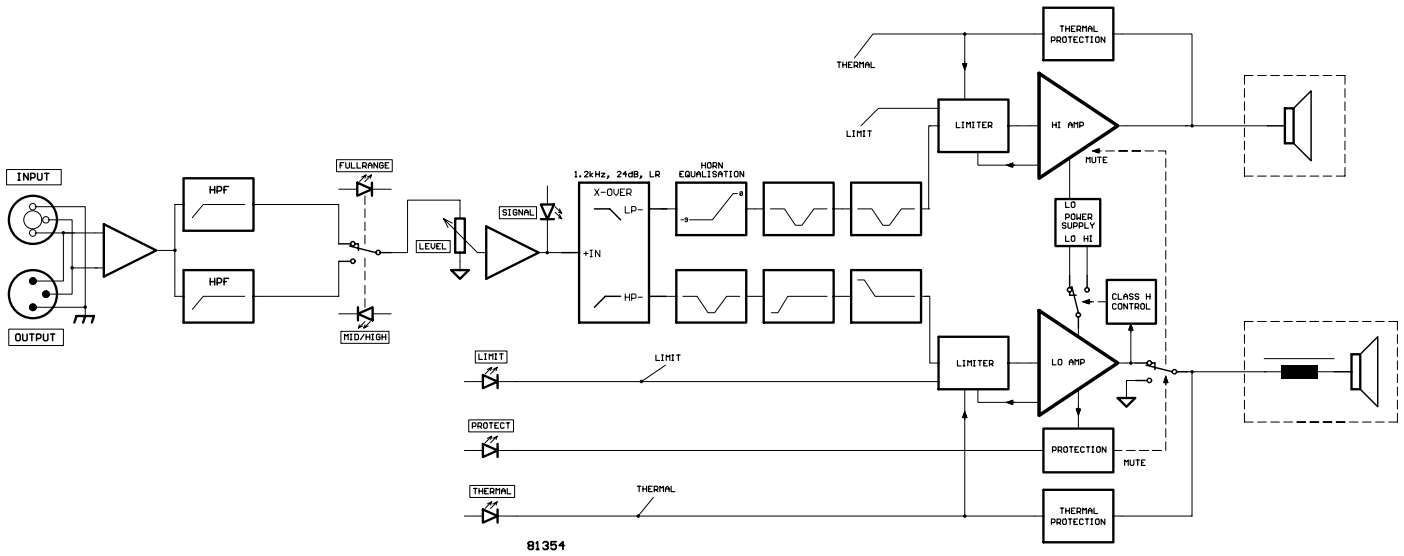 THERMAL
PROTECTION
THERMAL
LIMIT
LIMITER
HI AMP
MUTE
INPUT
HPF
FULLRANGE
SIGNAL
LEVEL
1.2kHz, 24dB, LR
X-OVER
LP-
+IN
HP-
HORN
EQUALISATION
-9
0
LO
POWER
SUPPLY
LO HI
CLASS H
CONTROL
HPF
OUTPUT
MID/HIGH
LIMIT
LIMIT
LIMITER
LO AMP
PROTECT
PROTECTION
MUTE
THERMAL
THERMAL
THERMAL
PROTECTION
81354